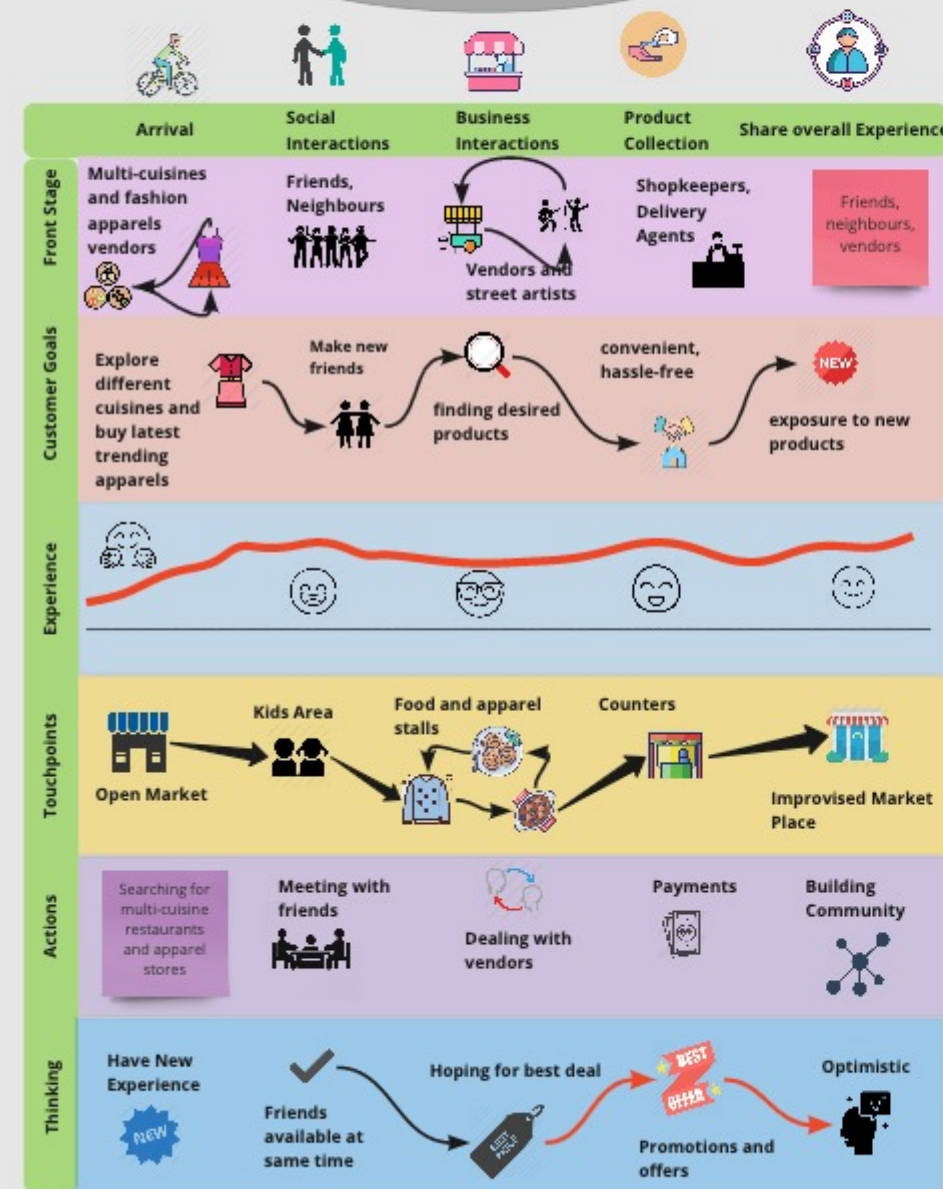 Arrival
Social
Interactions
Business
Interactions
Product
Collection
Share overall Experience
Front Stage
Multi-cuisines
and fashion
apparels
vendors
Friends,
Neighbours
Vendors and
street artists
Shopkeepers,
Delivery
Agents
Friends,
neighbours,
vendors
Customer Goals
Explore
different
cuisines and
buy latest
trending
apparels
Make new
friends
finding desired
products
convenient,
hassle-free
NEW
exposure to new
products
Experience
Touchpoints
Open Market
Kids Area
Food and apparel
stalls
Counters
Improvised Market
Place
Actions
Searching for
multi-cuisine
restaurants
and apparel
stores
Meeting with
friends
Dealing with
vendors
Payments
Building
Community
Thinking
Have New
Experience
NEW
Friends
available at
same time
Hoping for best deal
BEST
OFFER
Promotions and
offers
Optimistic